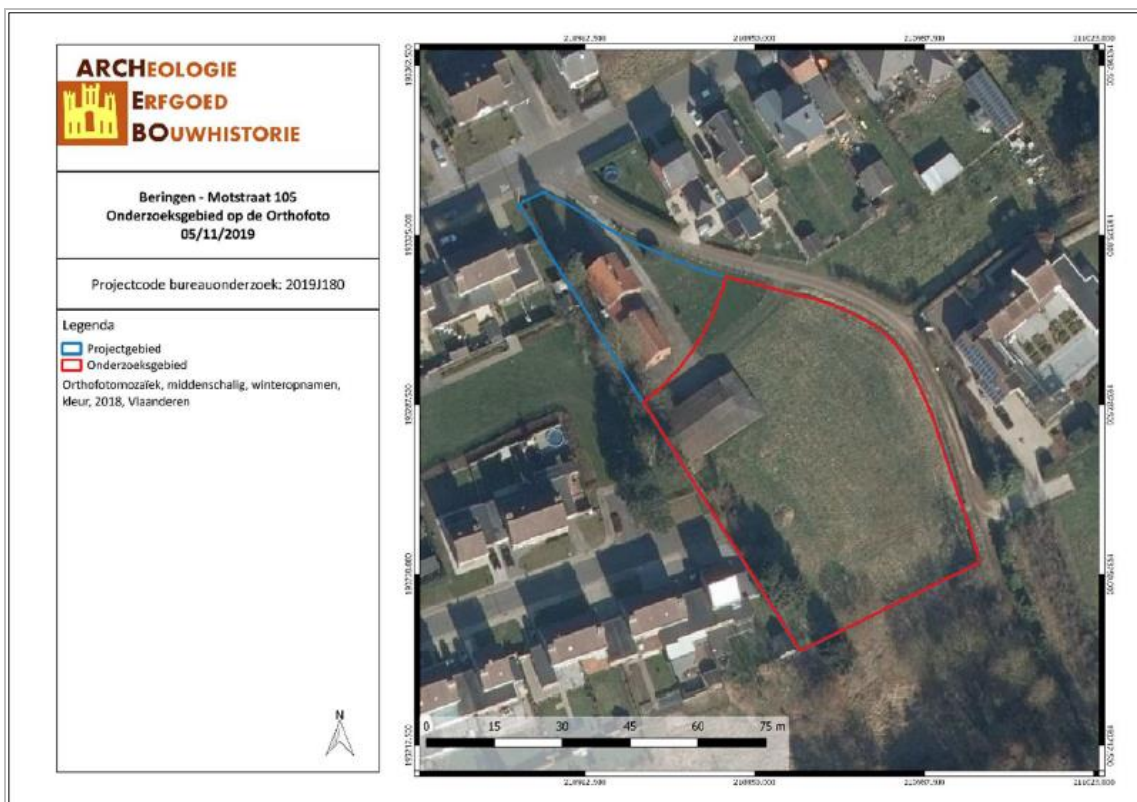 ARCHEOLOGIE
ERFGOED
BOUWHISTORIE
Beringen - Motstraat 105
Onderzoeksgebied op de Orthofoto
05/11/2019
Projectcode bureauonderzoek: 2019J180
Legenda
Projectgebied
Onderzoeksgebied
Orthofotomozaïek, middenschalig, winteropnamen,
kleur, 2018, Vlaanderen
N
0 15 30 45 60 75 m